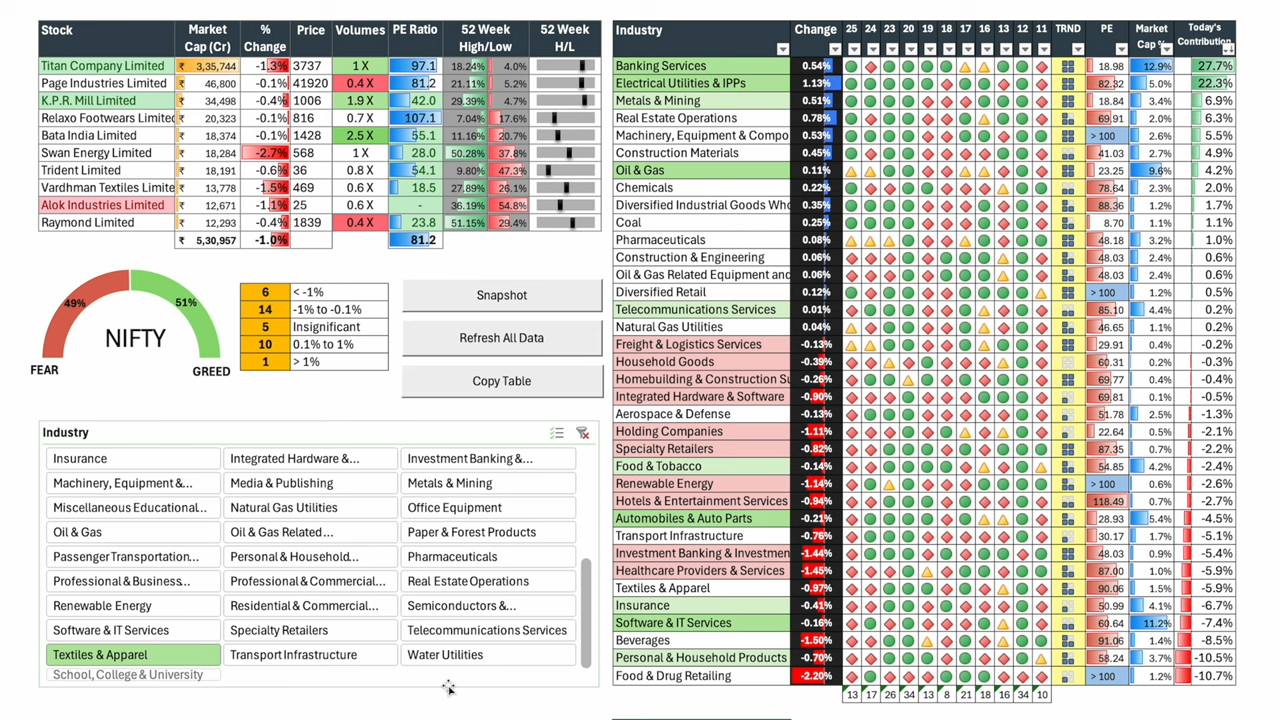 Stock Market Cap (Cr) % Change Price Volumes PE Ratio 52 Week High/Low 52 Week H/L
Titan Company Limited ₹ 3,35,744 -1.3% 3737 1 X 97.1 18.24% 4.0%
Page Industries Limited ₹ 46,800 -0.1% 41920 0.4 X 81.2 21.11% 5.2%
K.P.R. Mill Limited ₹ 34,498 -0.4% 1006 1.9 X 42.0 29.39% 4.7%
Relaxo Footwears Limited ₹ 20,323 -0.1% 816 0.7 X 107.1 7.04% 17.6%
Bata India Limited ₹ 18,374 -0.1% 1428 2.5 X 55.1 11.16% 20.7%
Swan Energy Limited ₹ 18,284 -2.7% 568 1 X 28.0 50.28% 37.8%
Trident Limited ₹ 18,191 -0.6% 36 0.8 X 54.1 9.80% 47.3%
Vardhman Textiles Limite ₹ 13,778 -1.5% 469 0.6 X 18.5 27.89% 26.1%
Alok Industries Limited ₹ 12,671 -1.1% 25 0.6 X - 36.19% 54.8%
Raymond Limited ₹ 12,293 -0.4% 1839 0.4 X 23.8 51.15% 29.4%
₹ 5,30,957 -1.0% 81.2
49% 51%
NIFTY
FEAR GREED
6 < -1%
14 -1% to -0.1%
5 Insignificant
10 0.1% to 1%
1 > 1%
Snapshot
Refresh All Data
Copy Table
Industry
Insurance Integrated Hardware &... Investment Banking &...
Machinery, Equipment &... Media & Publishing Metals & Mining
Miscellaneous Educational... Natural Gas Utilities Office Equipment
Oil & Gas Oil & Gas Related... Paper & Forest Products
Passenger Transportation... Personal & Household... Pharmaceuticals
Professional & Business... Professional & Commercial... Real Estate Operations
Renewable Energy Residential & Commercial... Semiconductors &...
Software & IT Services Specialty Retailers Telecommunications Services
Textiles & Apparel Transport Infrastructure Water Utilities
School, College & University
Industry Change 25 24 23 20 19 18 17 16 13 12 11 TRND PE Market Cap % Today's Contribution
Banking Services 0.54% 18.98 12.9% 27.7%
Electrical Utilities & IPPs 1.13% 82.32 5.0% 22.3%
Metals & Mining 0.51% 18.84 3.4% 6.9%
Real Estate Operations 0.78% 69.91 2.0% 6.3%
Machinery, Equipment & Compo 0.53% > 100 2.6% 5.5%
Construction Materials 0.45% 41.03 2.7% 4.9%
Oil & Gas 0.11% 23.25 9.6% 4.2%
Chemicals 0.22% 78.64 2.3% 2.0%
Diversified Industrial Goods Who 0.35% 88.36 1.2% 1.7%
Coal 0.25% 8.70 1.1% 1.1%
Pharmaceuticals 0.08% 48.18 3.2% 1.0%
Construction & Engineering 0.06% 48.03 2.4% 0.6%
Oil & Gas Related Equipment and 0.06% 48.03 2.4% 0.6%
Diversified Retail 0.12% > 100 1.2% 0.5%
Telecommunications Services 0.01% 85.10 4.4% 0.2%
Natural Gas Utilities 0.04% 46.65 1.1% 0.2%
Freight & Logistics Services -0.13% 29.91 0.4% -0.2%
Household Goods -0.39% 60.31 0.2% -0.3%
Homebuilding & Construction Su -0.26% 69.77 0.4% -0.4%
Integrated Hardware & Software -0.90% 69.81 0.1% -0.5%
Aerospace & Defense -0.13% 51.78 2.5% -1.3%
Holding Companies -1.11% 22.64 0.5% -2.1%
Specialty Retailers -0.82% 87.35 0.7% -2.2%
Food & Tobacco -0.14% 54.85 4.2% -2.4%
Renewable Energy -1.14% > 100 0.6% -2.6%
Hotels & Entertainment Services -0.94% 118.49 0.7% -2.7%
Automobiles & Auto Parts -0.21% 28.93 5.4% -4.5%
Transport Infrastructure -0.76% 30.17 1.7% -5.1%
Investment Banking & Investmen -1.44% 48.03 0.9% -5.4%
Healthcare Providers & Services -1.45% 87.00 1.0% -5.9%
Textiles & Apparel -0.97% 90.06 1.5% -5.9%
Insurance -0.41% 50.99 4.1% -6.7%
Software & IT Services -0.16% 60.64 11.2% -7.4%
Beverages -1.50% 91.06 1.4% -8.5%
Personal & Household Products -0.70% 58.24 3.7% -10.5%
Food & Drug Retailing -2.20% > 100 1.2% -10.7%
13 17 26 34 13 8 21 18 16 34 10